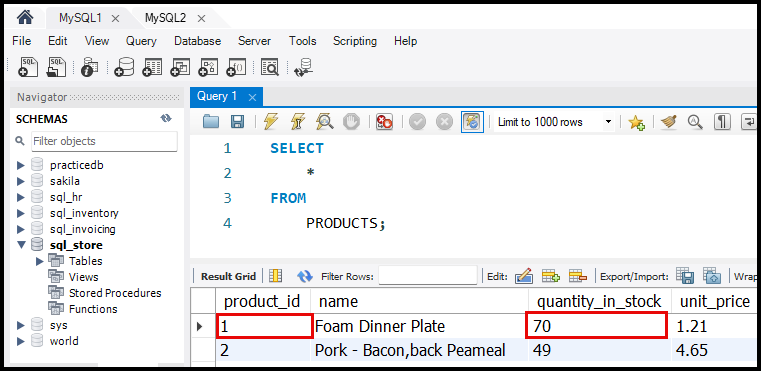 MySQL1 × MySQL2 ×
File Edit View Query Database Server Tools Scripting Help
SQL SQL
Navigator
Query 1 ×
SCHEMAS
Filter objects
Limit to 1000 rows
practicedb
sakila
sql_hr
sql_inventory
sql_invoicing
sql_store
Tables
Views
Stored Procedures
Functions
sys
world
1 SELECT
2 *
3 FROM
4 PRODUCTS;
Result Grid Filter Rows: Edit: Export/Import: Wrap
product_id name quantity_in_stock unit_price
1 Foam Dinner Plate 70 1.21
2 Pork - Bacon,back Peameal 49 4.65